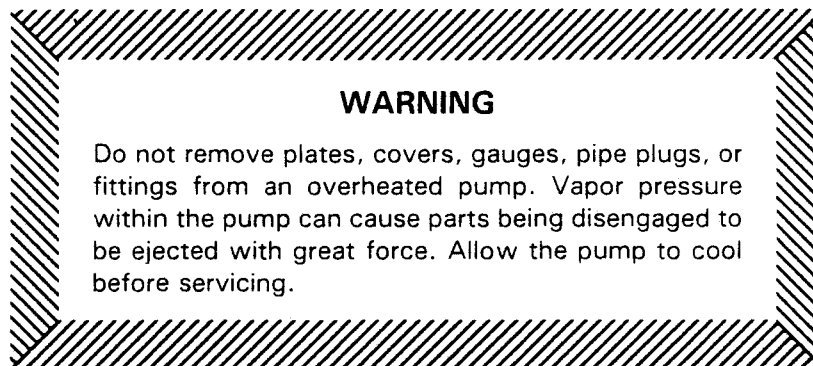 WARNING
Do not remove plates, covers, gauges, pipe plugs, or
fittings from an overheated pump. Vapor pressure
within the pump can cause parts being disengaged to
be ejected with great force. Allow the pump to cool
before servicing.